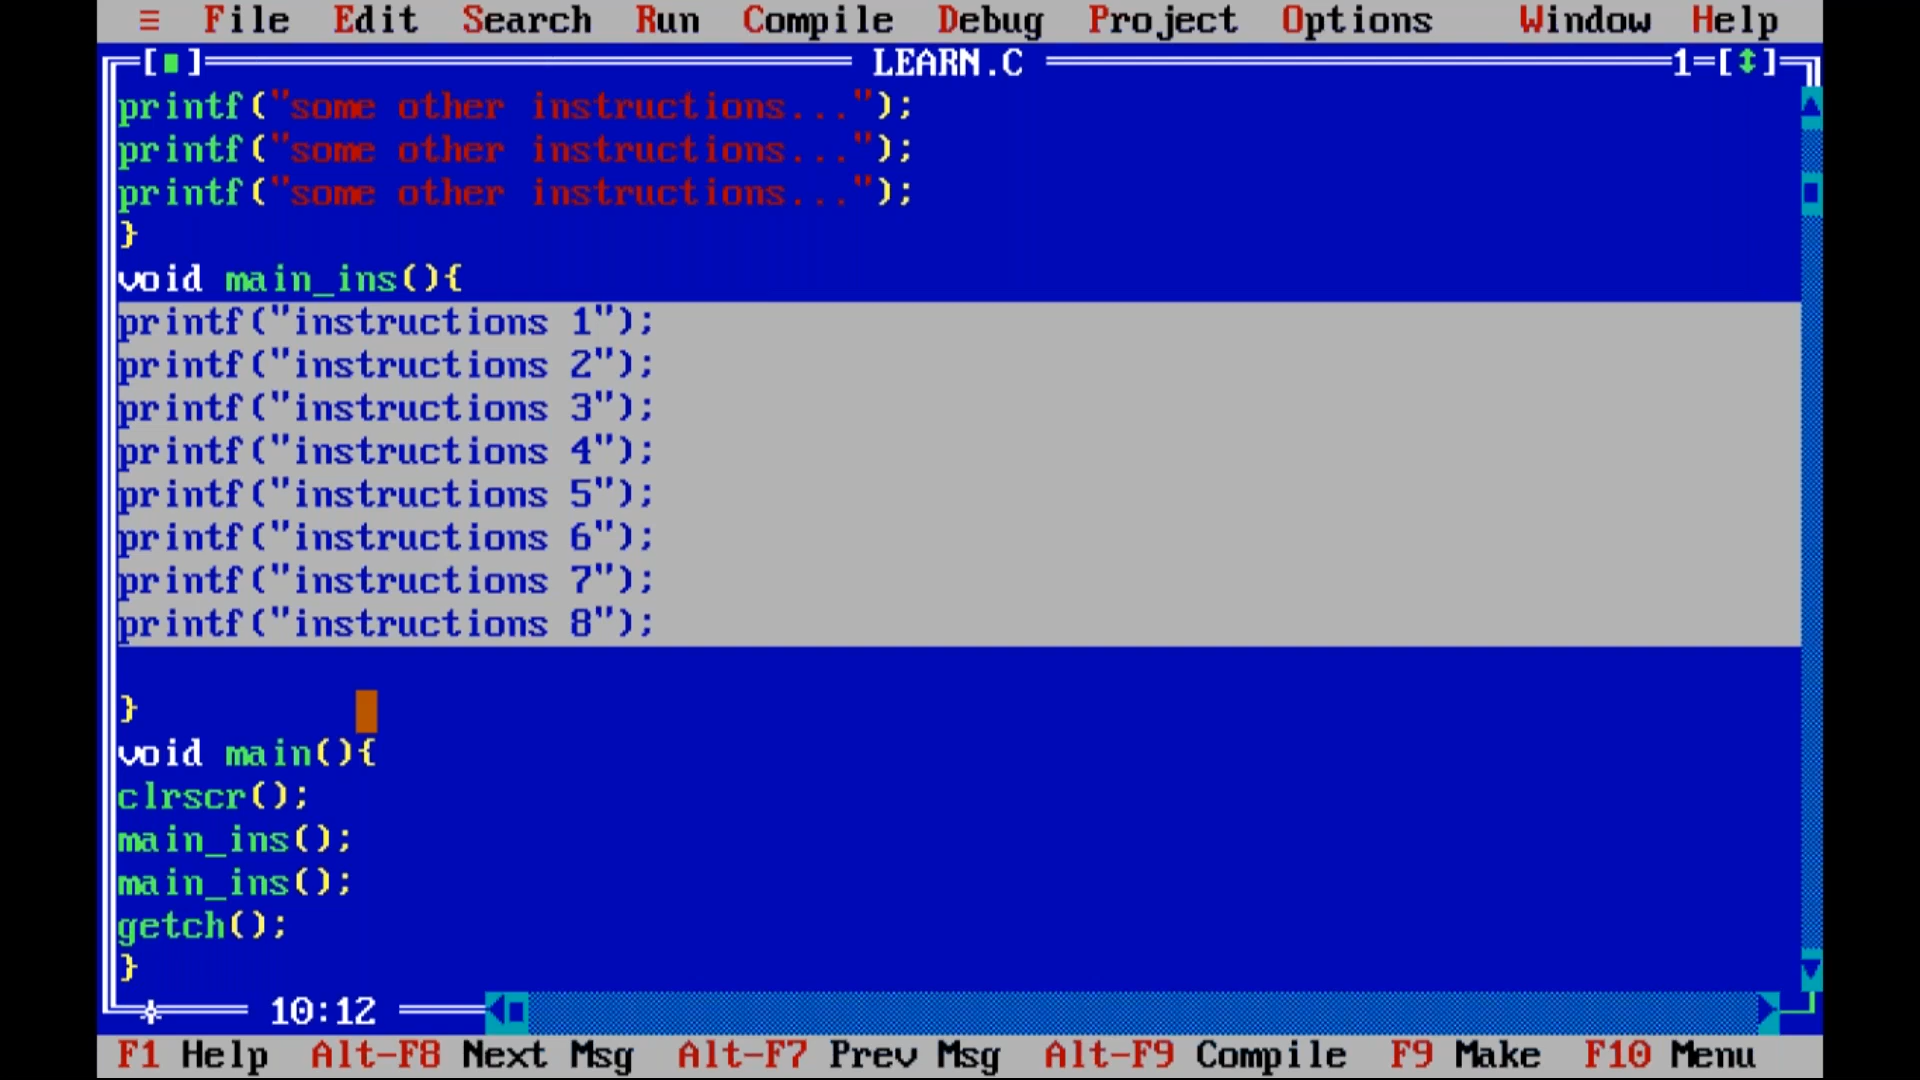 ≡ File Edit Search Run Compile Debug Project Options Window Help
[■] LEARN.C 1=[↕]
printf("some other instructions...");
printf("some other instructions...");
printf("some other instructions...");
}
void main_ins(){
printf("instructions 1");
printf("instructions 2");
printf("instructions 3");
printf("instructions 4");
printf("instructions 5");
printf("instructions 6");
printf("instructions 7");
printf("instructions 8");
}
void main(){
clrscr();
main_ins();
main_ins();
getch();
}
10:12
F1 Help Alt-F8 Next Msg Alt-F7 Prev Msg Alt-F9 Compile F9 Make F10 Menu